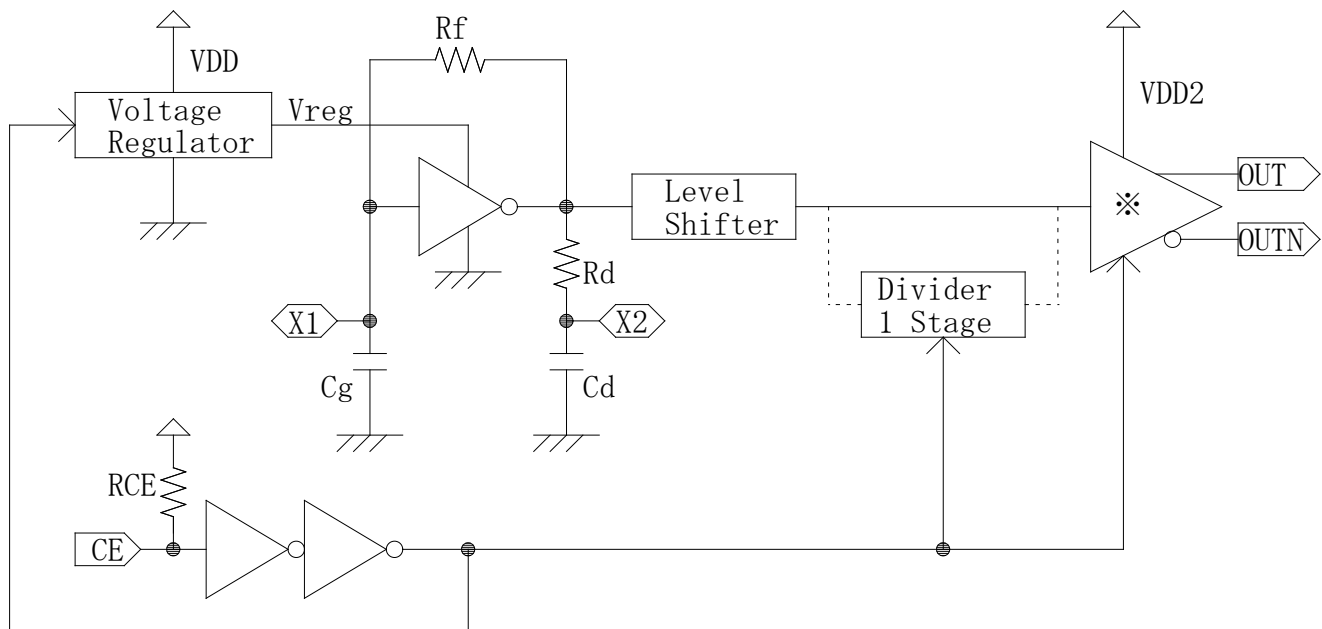 Rf
VDD
VDD2
Voltage
Regulator
Vreg
Level
Shifter
※
OUT
OUTN
Rd
Divider
1 Stage
X1
X2
Cg
Cd
RCE
CE